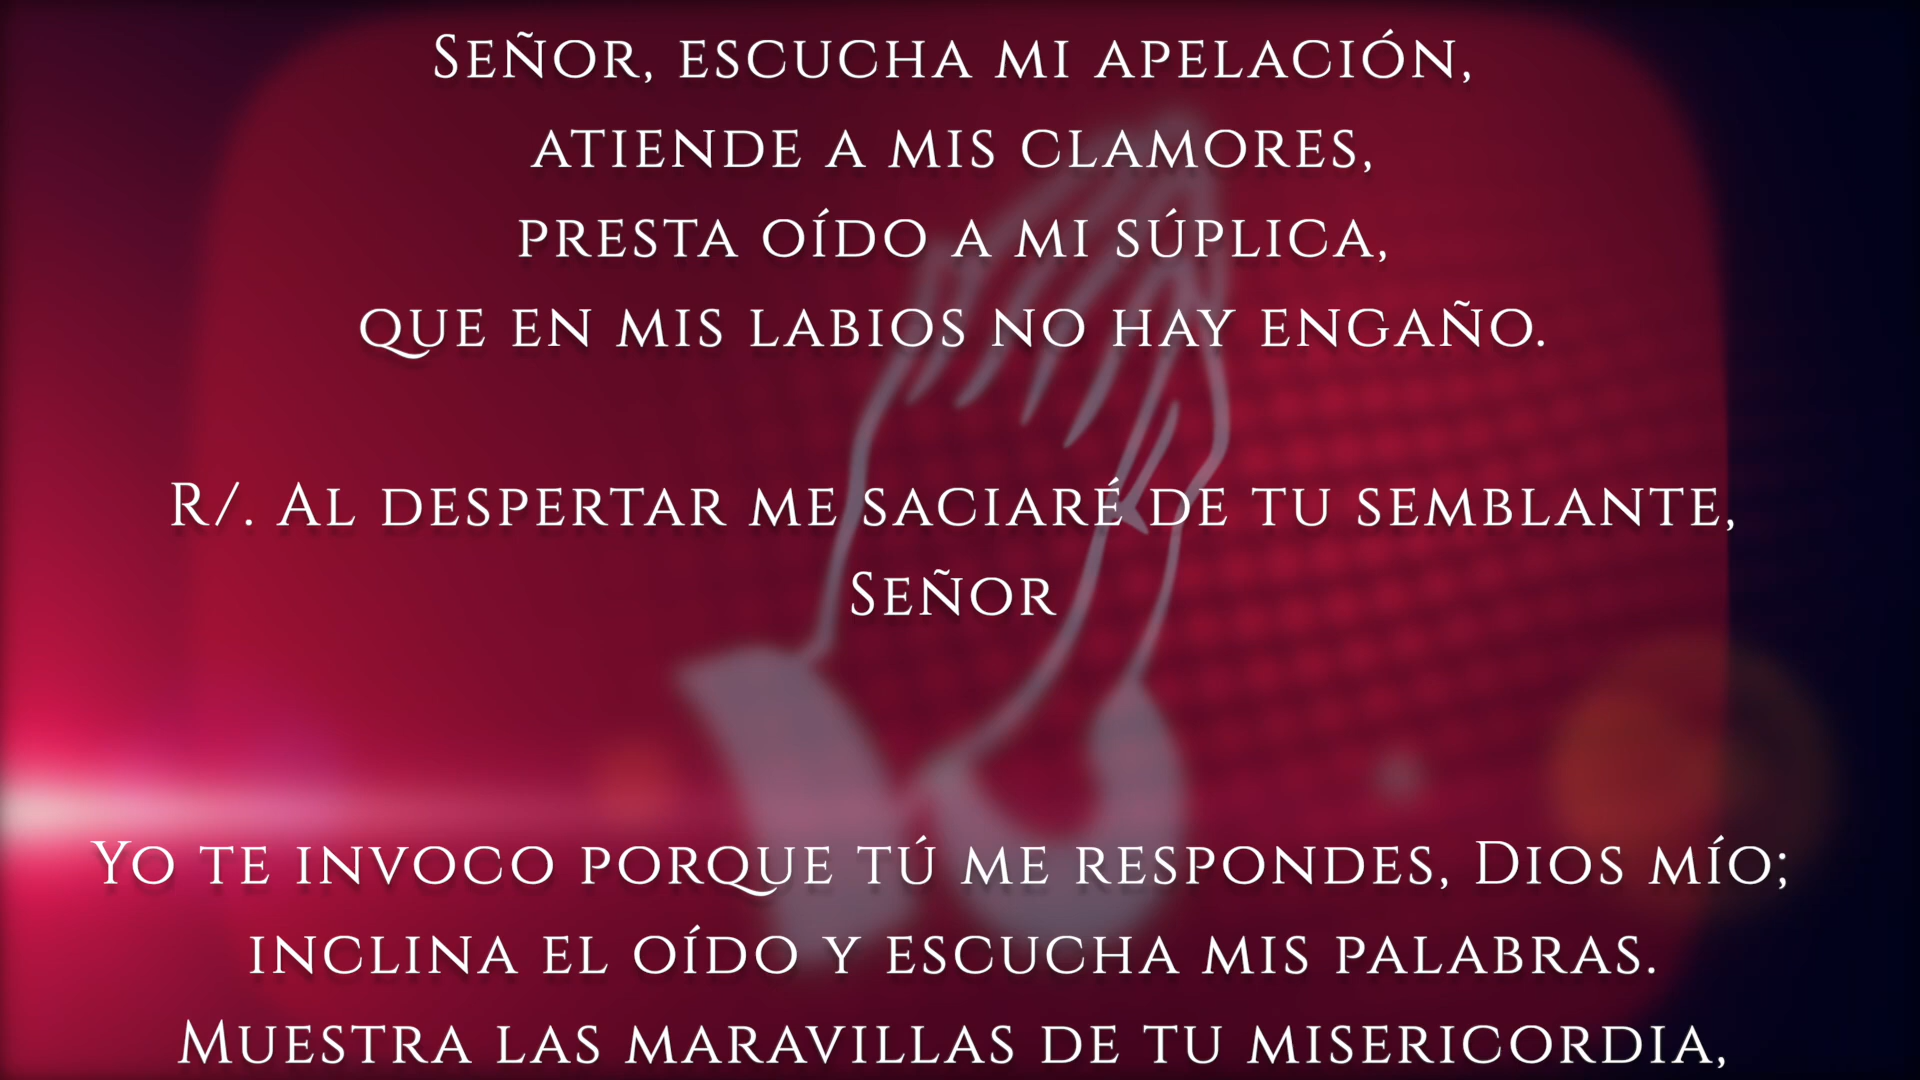 Señor, escucha mi apelación,
atiende a mis clamores,
presta oído a mi súplica,
que en mis labios no hay engaño.
R/. Al despertar me saciaré de tu semblante,
Señor
Yo te invoco porque tú me respondes, Dios mío;
inclina el oído y escucha mis palabras.
Muestra las maravillas de tu misericordia,